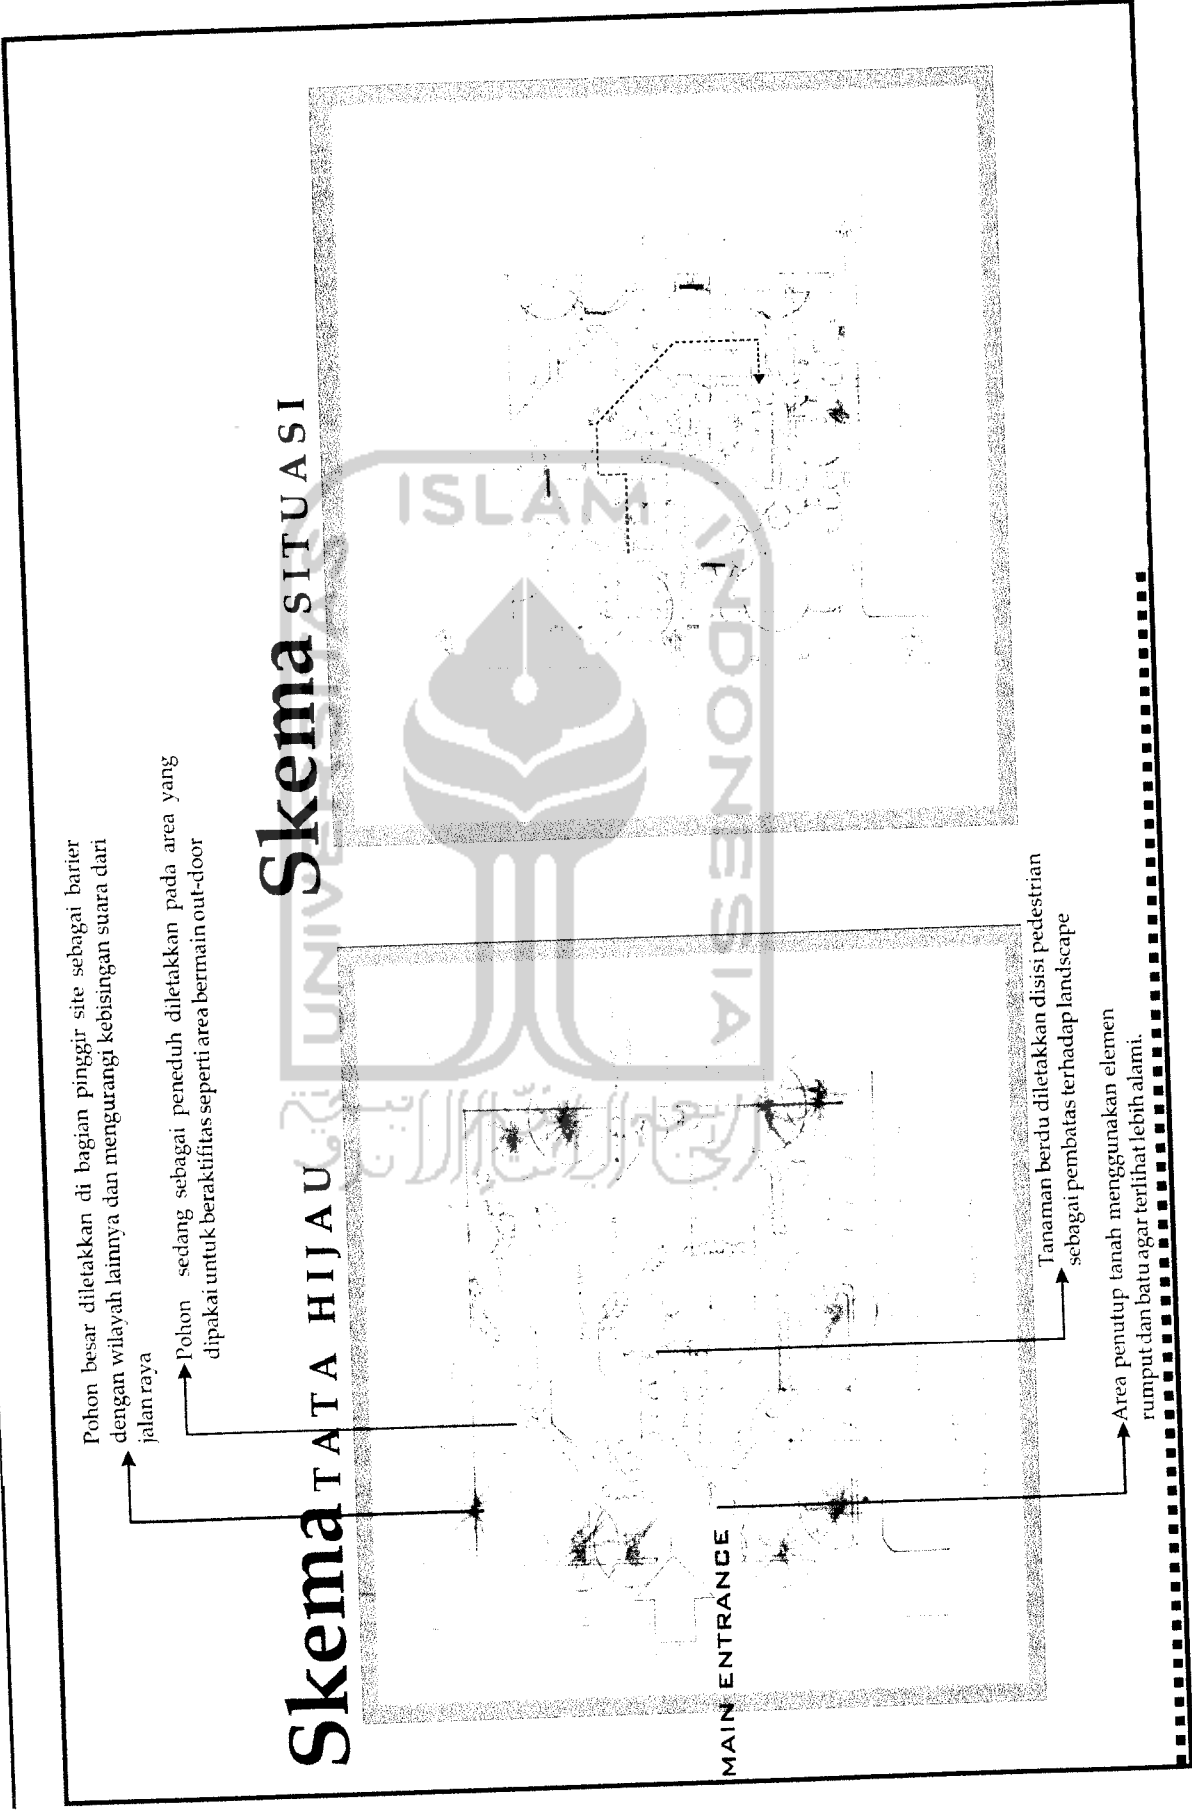 Pohon besar diletakkan di bagian pinggir site sebagai barier
dengan wilayah lainnya dan mengurangi kebisingan suara dari
jalan raya
Pohon sedang sebagai peneduh diletakkan pada area yang
dipakai untuk beraktifitas seperti area bermain out-door
Skema TATA HIJAU
Skema SITUASI
MAIN ENTRANCE
Tanaman berdu diletakkan disisi pedestrian
sebagai pembatas terhadap landscape
Area penutup tanah menggunakan elemen
rumput dan batu agar terlihat lebih alami.
UNIVERSITAS
ISLAM
INDONESIA